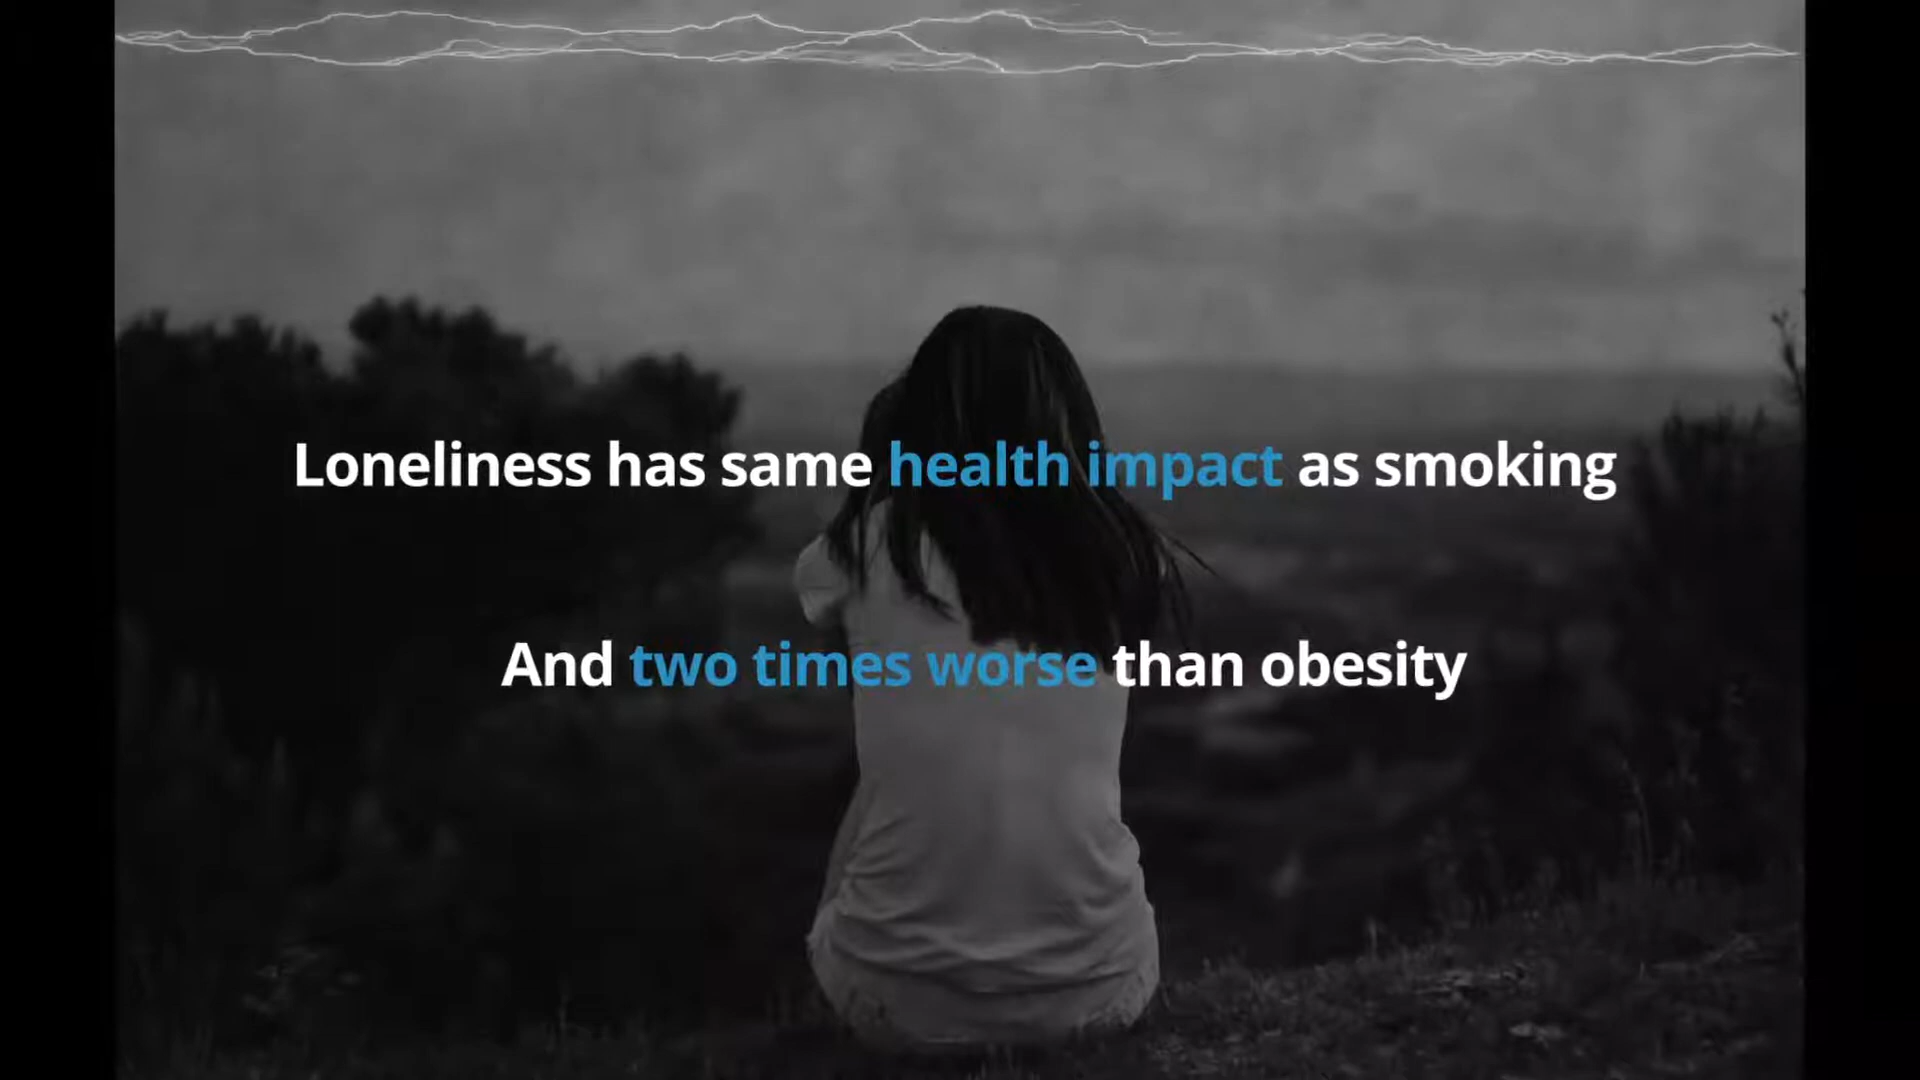 Loneliness has same health impact as smoking
And two times worse than obesity